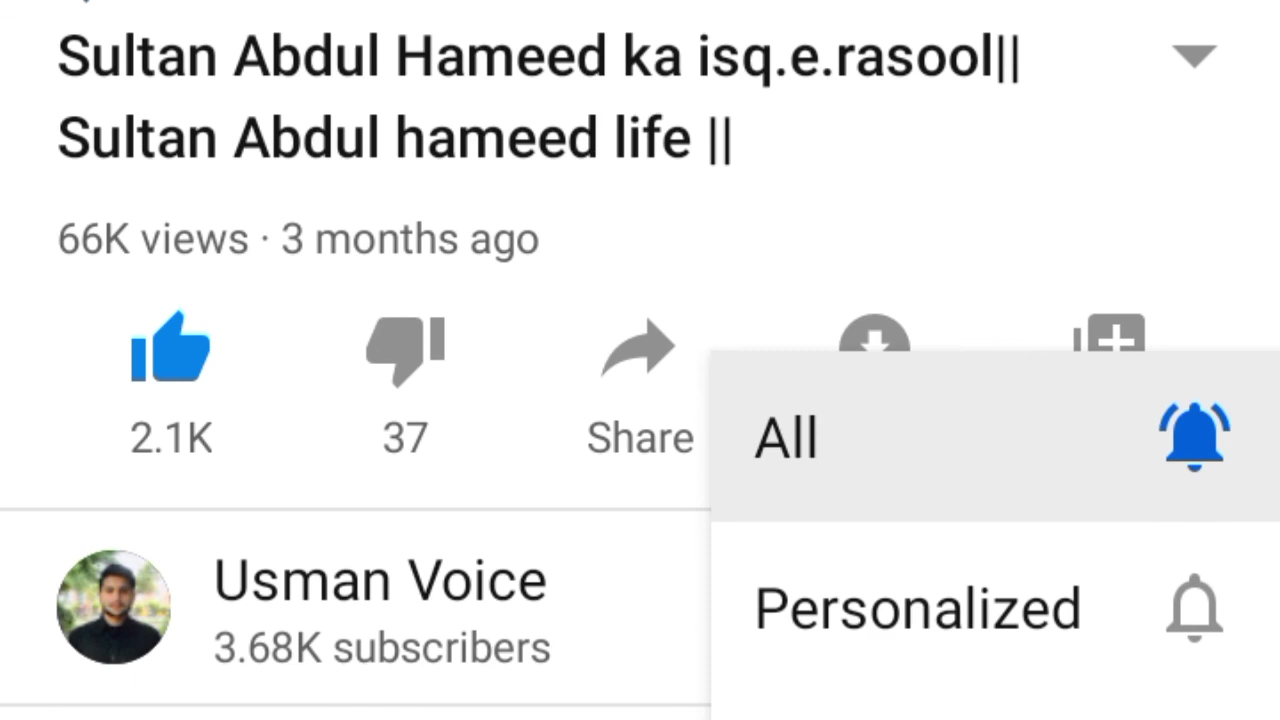 Sultan Abdul Hameed ka isq.e.rasool||
Sultan Abdul hameed life ||
66K views · 3 months ago
2.1K 37 Share
All
Usman Voice
3.68K subscribers
Personalized